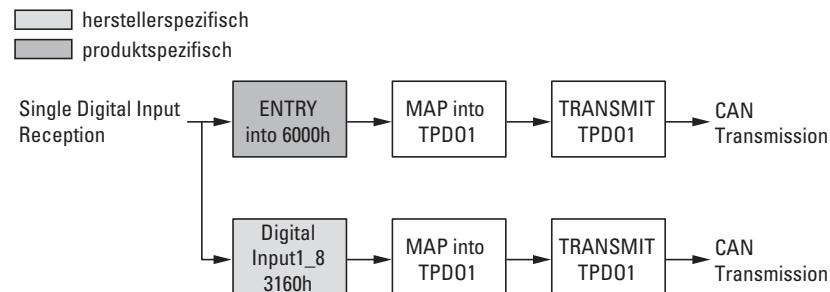 herstellerspezifisch
produktspezifisch
Single Digital Input
Reception
ENTRY
into 6000h
MAP into
TPDO1
TRANSMIT
TPDO1
CAN
Transmission
Digital
Input1_8
3160h
MAP into
TPDO1
TRANSMIT
TPDO1
CAN
Transmission